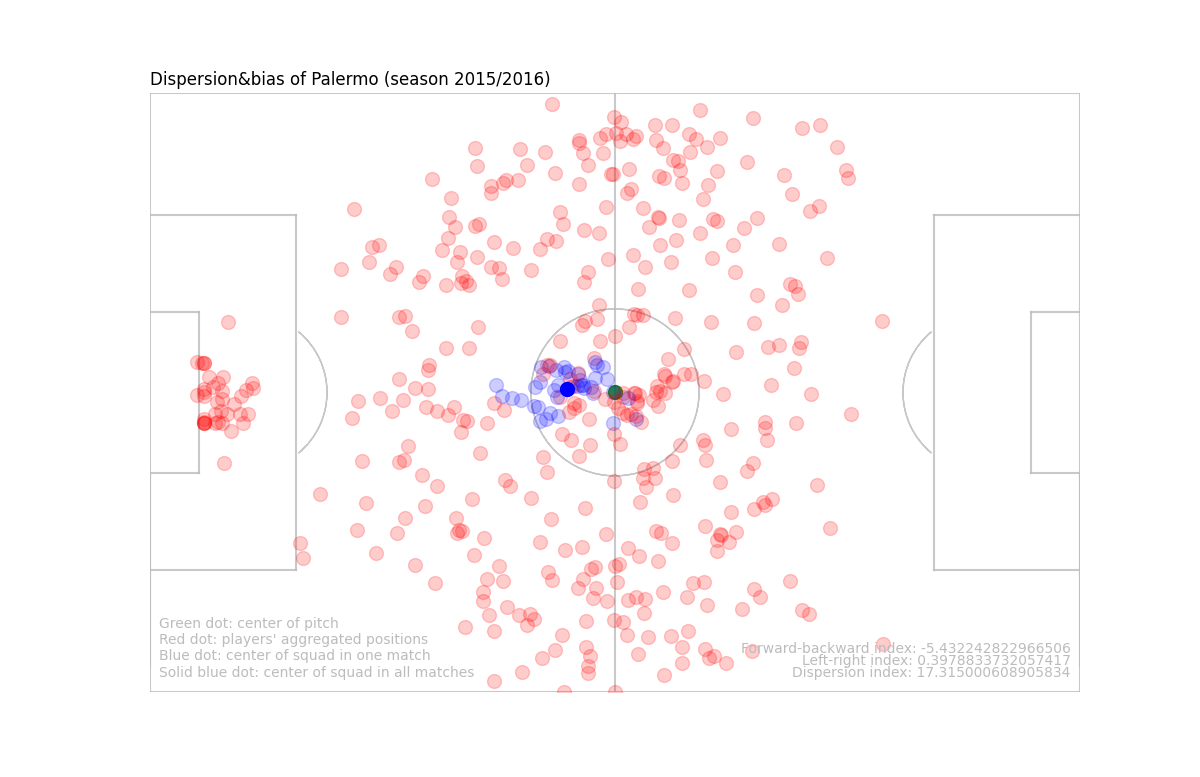 Dispersion&bias of Palermo (season 2015/2016)
Green dot: center of pitch
Red dot: players' aggregated positions
Blue dot: center of squad in one match
Solid blue dot: center of squad in all matches
Forward-backward index: -5.432242822966506
Left-right index: 0.3978833732057417
Dispersion index: 17.315000608905834